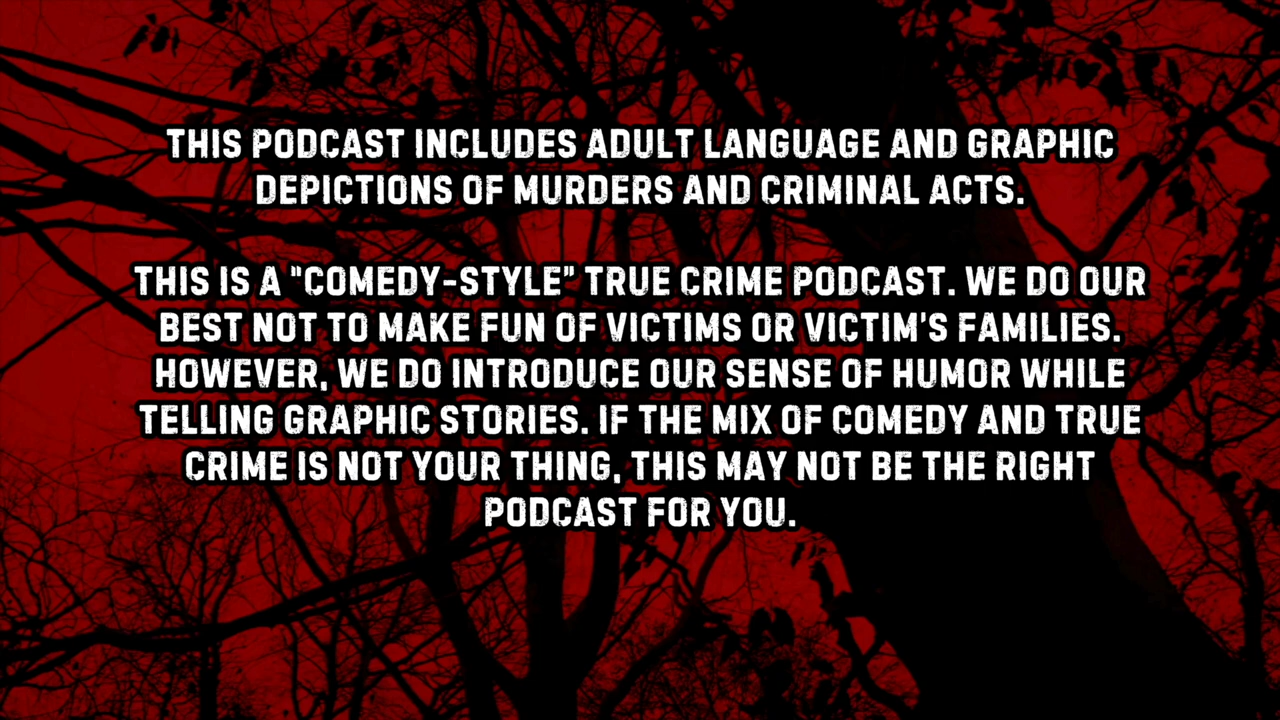 THIS PODCAST INCLUDES ADULT LANGUAGE AND GRAPHIC
DEPICTIONS OF MURDERS AND CRIMINAL ACTS.
THIS IS A "COMEDY-STYLE" TRUE CRIME PODCAST. WE DO OUR
BEST NOT TO MAKE FUN OF VICTIMS OR VICTIM'S FAMILIES.
HOWEVER, WE DO INTRODUCE OUR SENSE OF HUMOR WHILE
TELLING GRAPHIC STORIES. IF THE MIX OF COMEDY AND TRUE
CRIME IS NOT YOUR THING, THIS MAY NOT BE THE RIGHT
PODCAST FOR YOU.